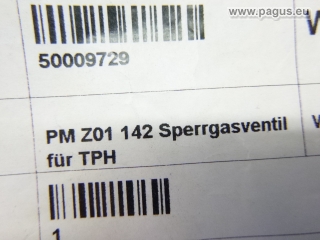 www.pagus.eu
50009729
PM Z01 142 Sperrgasventil
für TPH
1